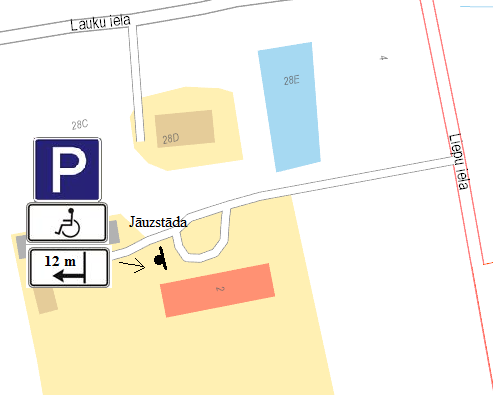 Lauku iela
28E
4
28C
28D
P
Liepu iela
Jāuzstāda
12 m
2